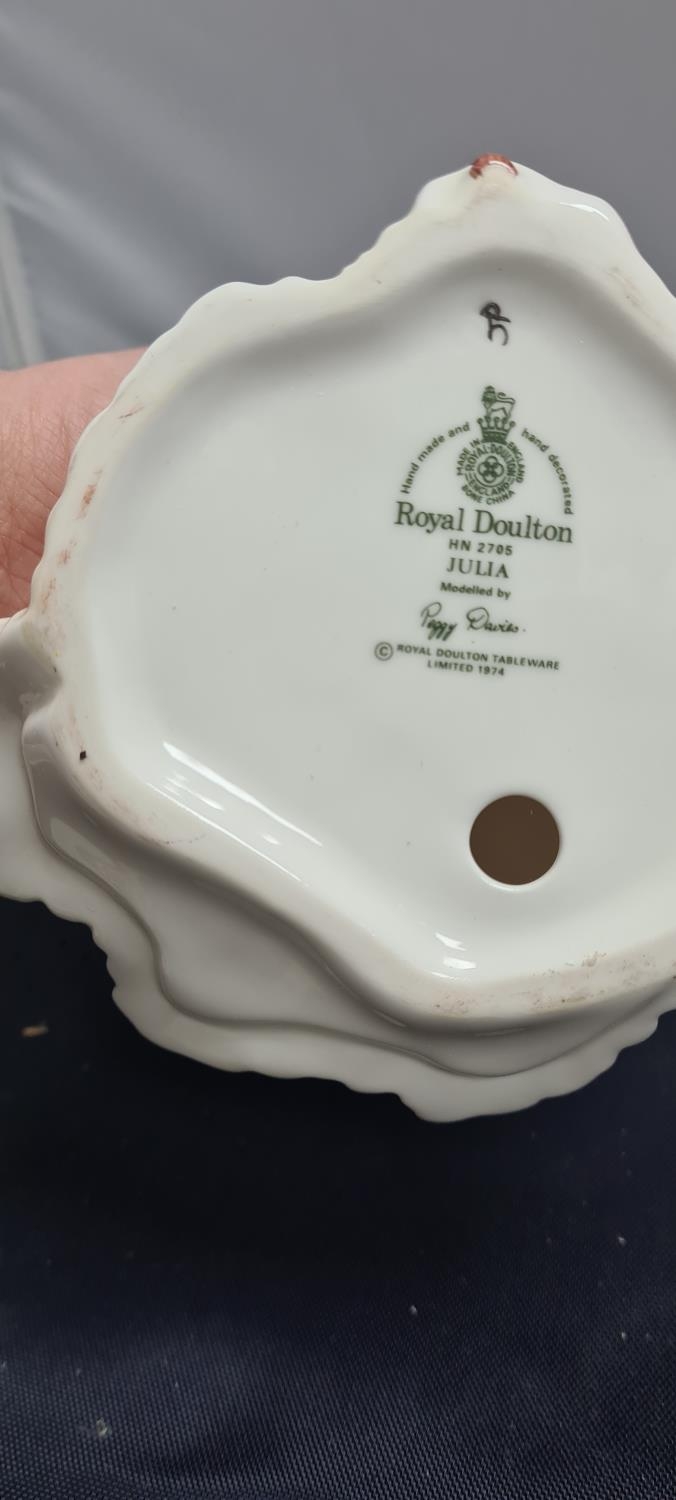 Hand made and hand decorated
MADE IN ENGLAND
ROYAL DOULTON
ENGLAND
BONE CHINA
Royal Doulton
HN 2705
JULIA
Modelled by
Peggy Davies.
© ROYAL DOULTON TABLEWARE
LIMITED 1974